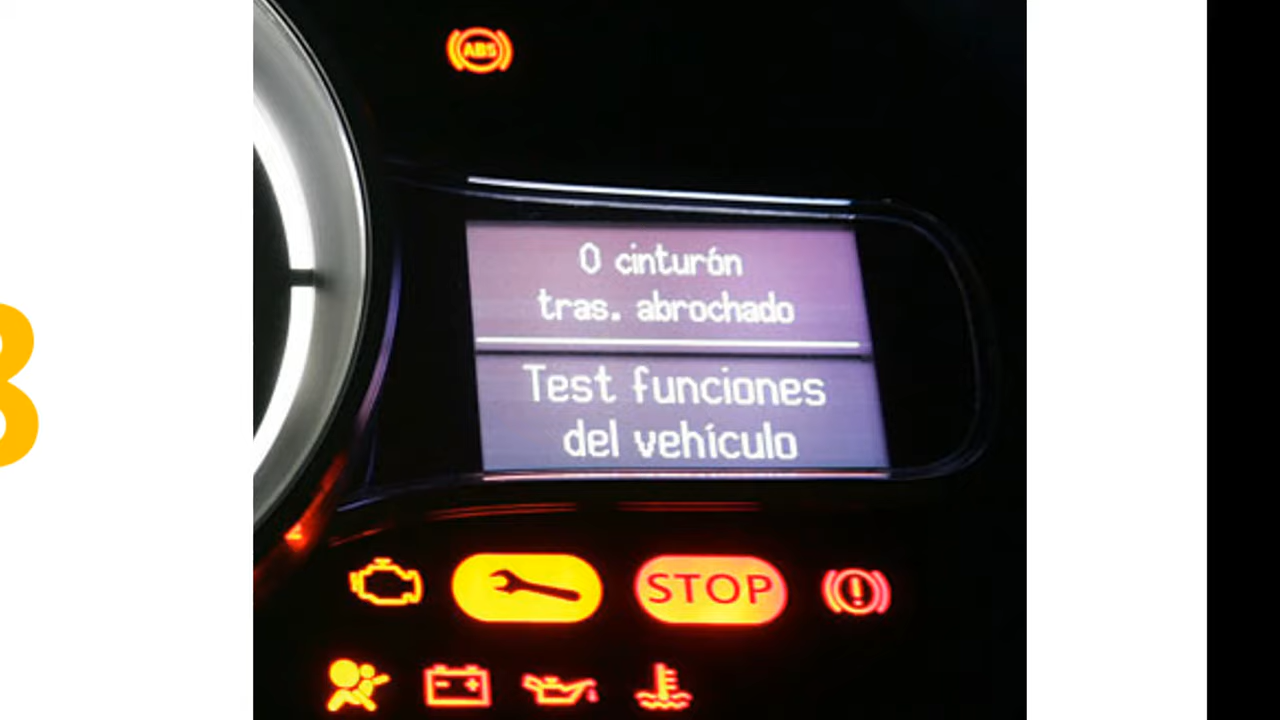 ABS
0 cinturón
tras. abrochado
Test funciones
del vehículo
STOP